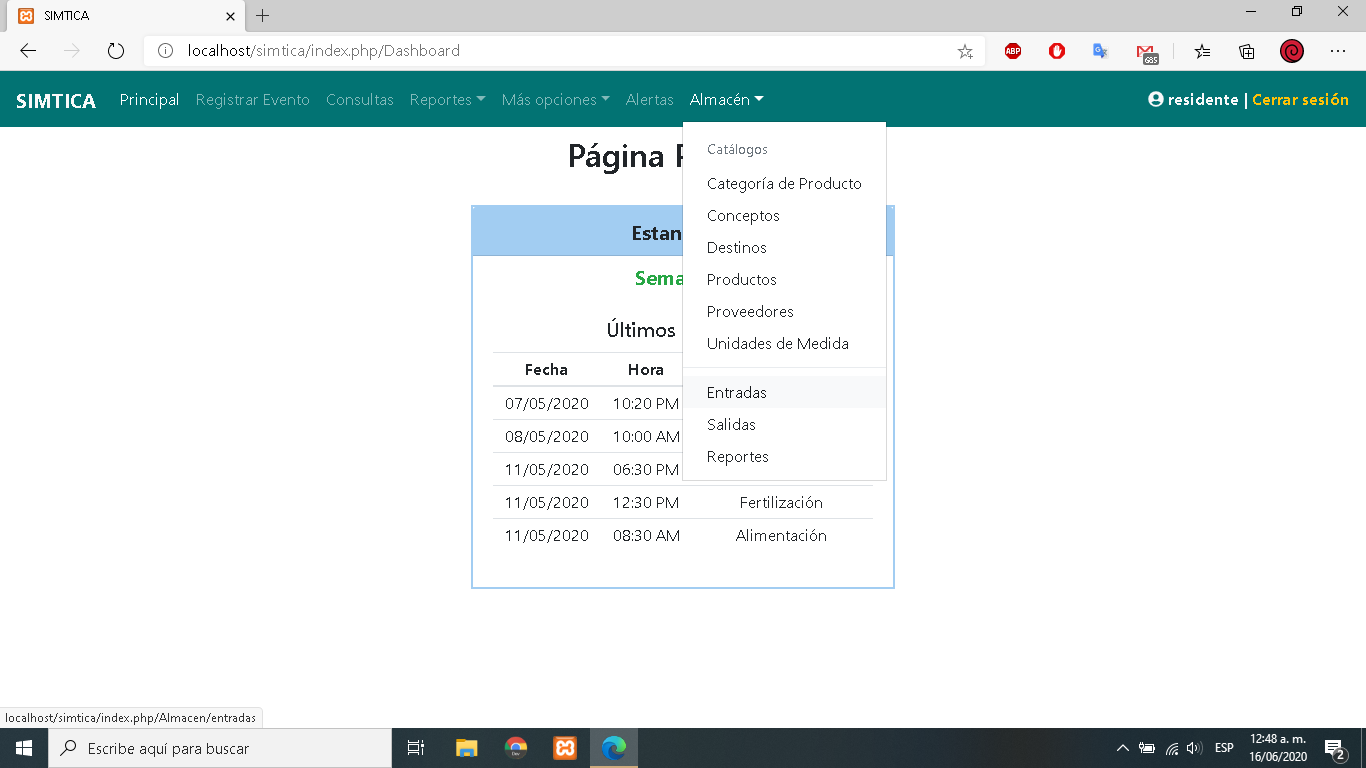 SIMTICA
localhost/simtica/index.php/Dashboard
ABP
685
SIMTICA Principal Registrar Evento Consultas Reportes Más opciones Alertas Almacén residente | Cerrar sesión
Página P
Catálogos
Categoría de Producto
Conceptos
Destinos
Productos
Proveedores
Unidades de Medida
Entradas
Salidas
Reportes
Estan
Sema
Últimos
Fecha Hora
07/05/2020 10:20 PM
08/05/2020 10:00 AM
11/05/2020 06:30 PM
11/05/2020 12:30 PM Fertilización
11/05/2020 08:30 AM Alimentación
localhost/simtica/index.php/Almacen/entradas
Escribe aquí para buscar
Dev
ESP
12:48 a. m.
16/06/2020
2